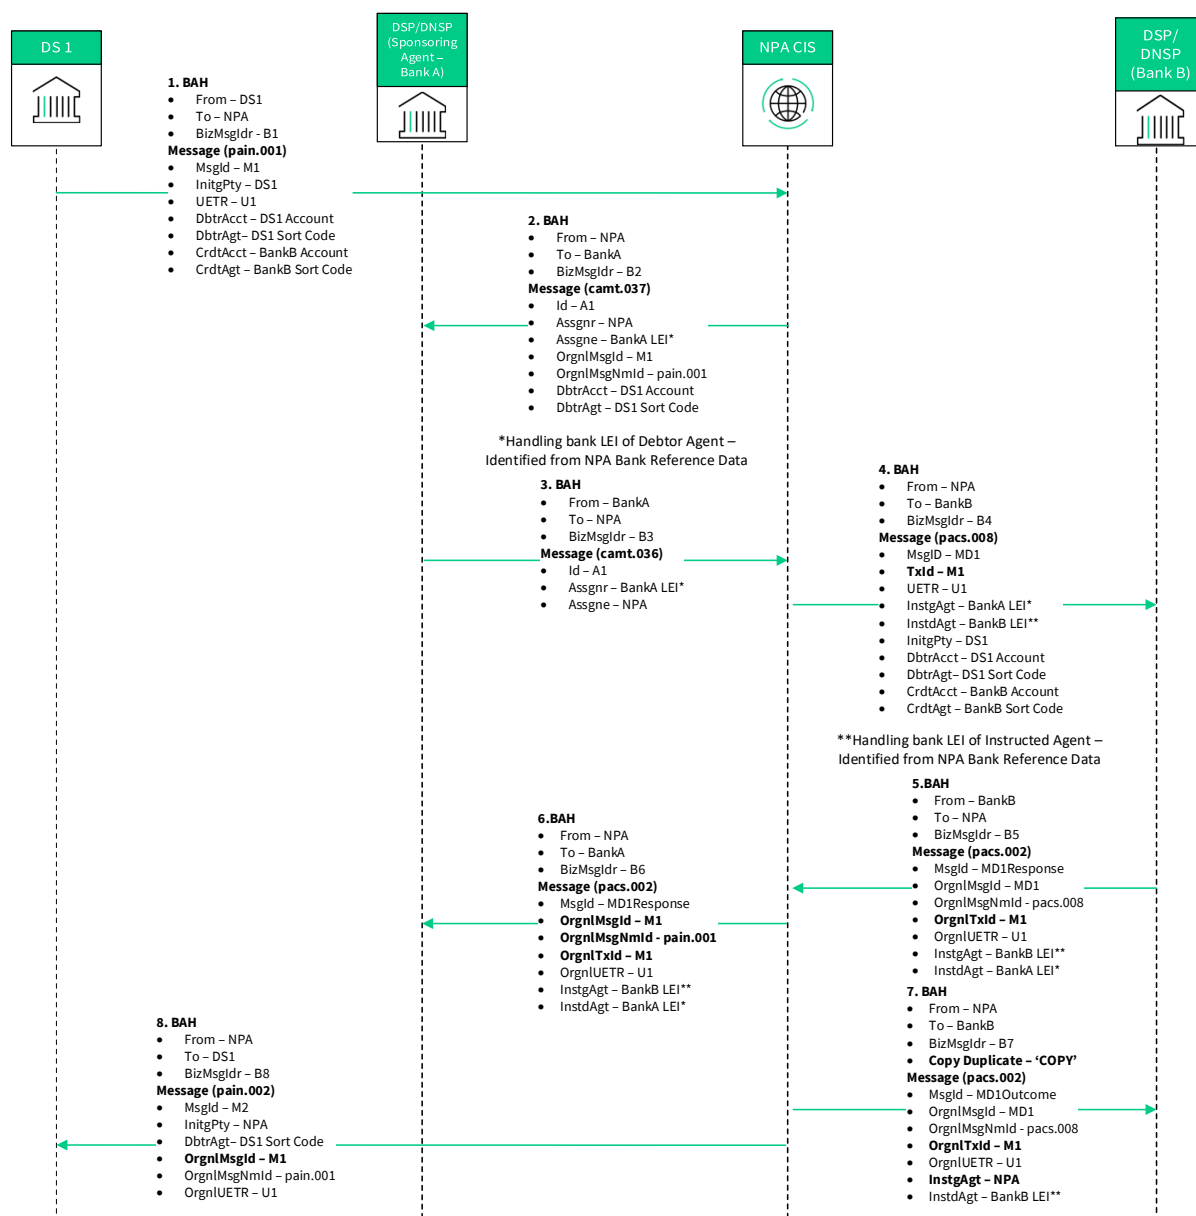 DS 1
DSP/DNSP
(Sponsoring
Agent –
Bank A)
NPA CIS
DSP/
DNSP
(Bank B)
1. BAH
• From – DS1
• To – NPA
• BizMsgIdr - B1
Message (pain.001)
• MsgId – M1
• InitgPty – DS1
• UETR – U1
• DbtrAcct – DS1 Account
• DbtrAgt– DS1 Sort Code
• CrdtAcct – BankB Account
• CrdtAgt – BankB Sort Code
2. BAH
• From – NPA
• To – BankA
• BizMsgIdr – B2
Message (camt.037)
• Id – A1
• Assgnr – NPA
• Assgne – BankA LEI*
• OrgnlMsgId – M1
• OrgnlMsgNmId – pain.001
• DbtrAcct – DS1 Account
• DbtrAgt – DS1 Sort Code
*Handling bank LEI of Debtor Agent –
Identified from NPA Bank Reference Data
3. BAH
• From – BankA
• To – NPA
• BizMsgIdr – B3
Message (camt.036)
• Id – A1
• Assgnr – BankA LEI*
• Assgne – NPA
4. BAH
• From – NPA
• To – BankB
• BizMsgIdr – B4
Message (pacs.008)
• MsgID – MD1
• TxId – M1
• UETR – U1
• InstgAgt – BankA LEI*
• InstdAgt – BankB LEI**
• InitgPty – DS1
• DbtrAcct – DS1 Account
• DbtrAgt– DS1 Sort Code
• CrdtAcct – BankB Account
• CrdtAgt – BankB Sort Code
**Handling bank LEI of Instructed Agent –
Identified from NPA Bank Reference Data
5.BAH
• From – BankB
• To – NPA
• BizMsgIdr – B5
Message (pacs.002)
• MsgId – MD1Response
• OrgnlMsgId – MD1
• OrgnlMsgNmId - pacs.008
• OrgnlTxId – M1
• OrgnlUETR – U1
• InstgAgt – BankB LEI**
• InstdAgt – BankA LEI*
6.BAH
• From – NPA
• To – BankA
• BizMsgIdr – B6
Message (pacs.002)
• MsgId – MD1Response
• OrgnlMsgId – M1
• OrgnlMsgNmId - pain.001
• OrgnlTxId – M1
• OrgnlUETR – U1
• InstgAgt – BankB LEI**
• InstdAgt – BankA LEI*
7. BAH
• From – NPA
• To – BankB
• BizMsgIdr – B7
• Copy Duplicate – ‘COPY’
Message (pacs.002)
• MsgId – MD1Outcome
• OrgnlMsgId – MD1
• OrgnlMsgNmId – pacs.008
• OrgnlTxId – M1
• OrgnlUETR – U1
• InstgAgt – NPA
• InstdAgt – BankB LEI**
8. BAH
• From – NPA
• To – DS1
• BizMsgIdr – B8
Message (pain.002)
• MsgId – M2
• InitgPty – NPA
• DbtrAgt– DS1 Sort Code
• OrgnlMsgId – M1
• OrgnlMsgNmId – pain.001
• OrgnlUETR – U1